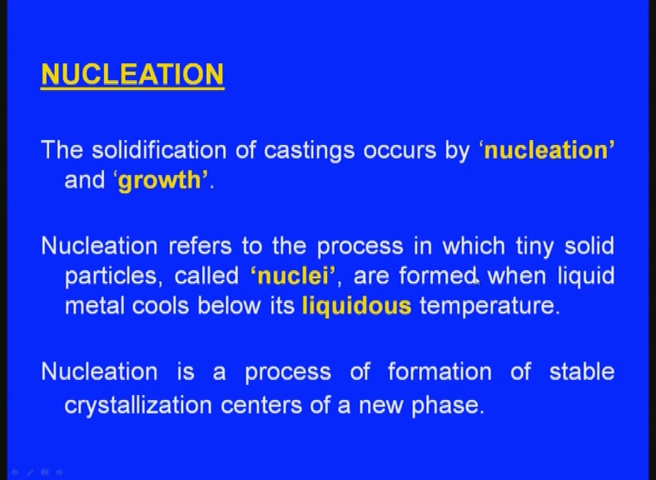 NUCLEATION
The solidification of castings occurs by ‘nucleation’
and ‘growth’.
Nucleation refers to the process in which tiny solid
particles, called ‘nuclei’, are formed when liquid
metal cools below its liquidous temperature.
Nucleation is a process of formation of stable
crystallization centers of a new phase.